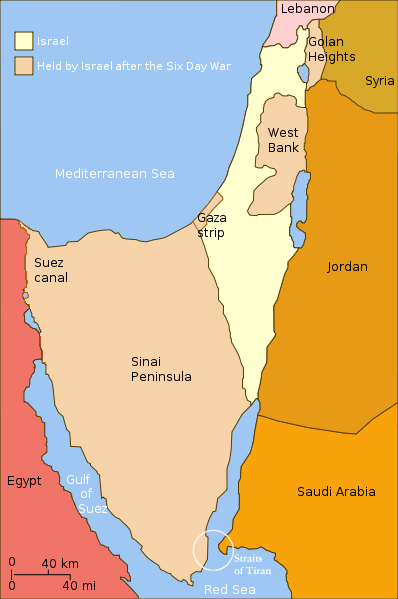 Lebanon
Israel
Held by Israel after the Six Day War
Golan
Heights
Syria
West
Bank
Mediterranean Sea
Gaza
strip
Suez
canal
Jordan
Sinai
Peninsula
Egypt
Gulf
of
Suez
Saudi Arabia
Straits
of Tiran
0 40 km
0 40 mi
Red Sea